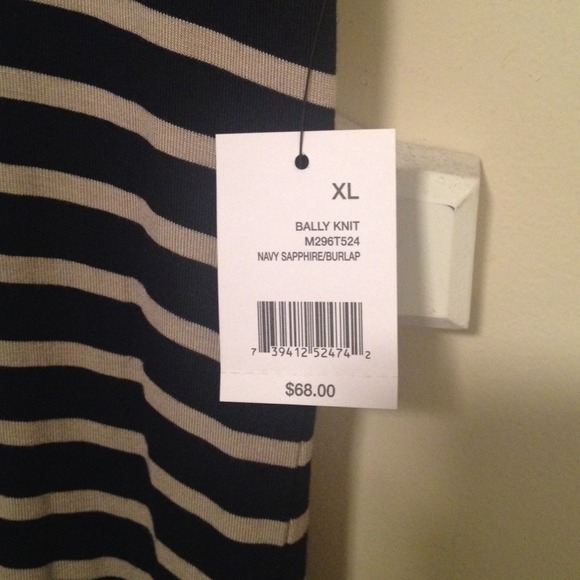 XL
BALLY KNIT
M296T524
NAVY SAPPHIRE/BURLAP
7 39412 52474 2
$68.00